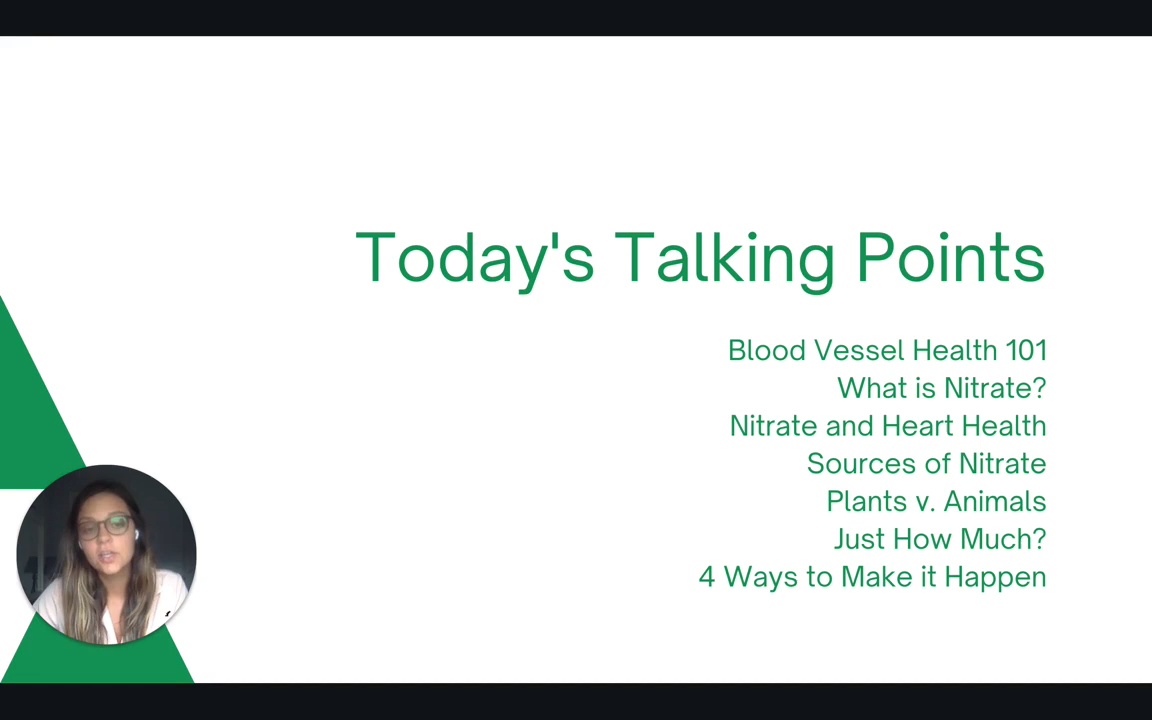 Today's Talking Points
Blood Vessel Health 101
What is Nitrate?
Nitrate and Heart Health
Sources of Nitrate
Plants v. Animals
Just How Much?
4 Ways to Make it Happen